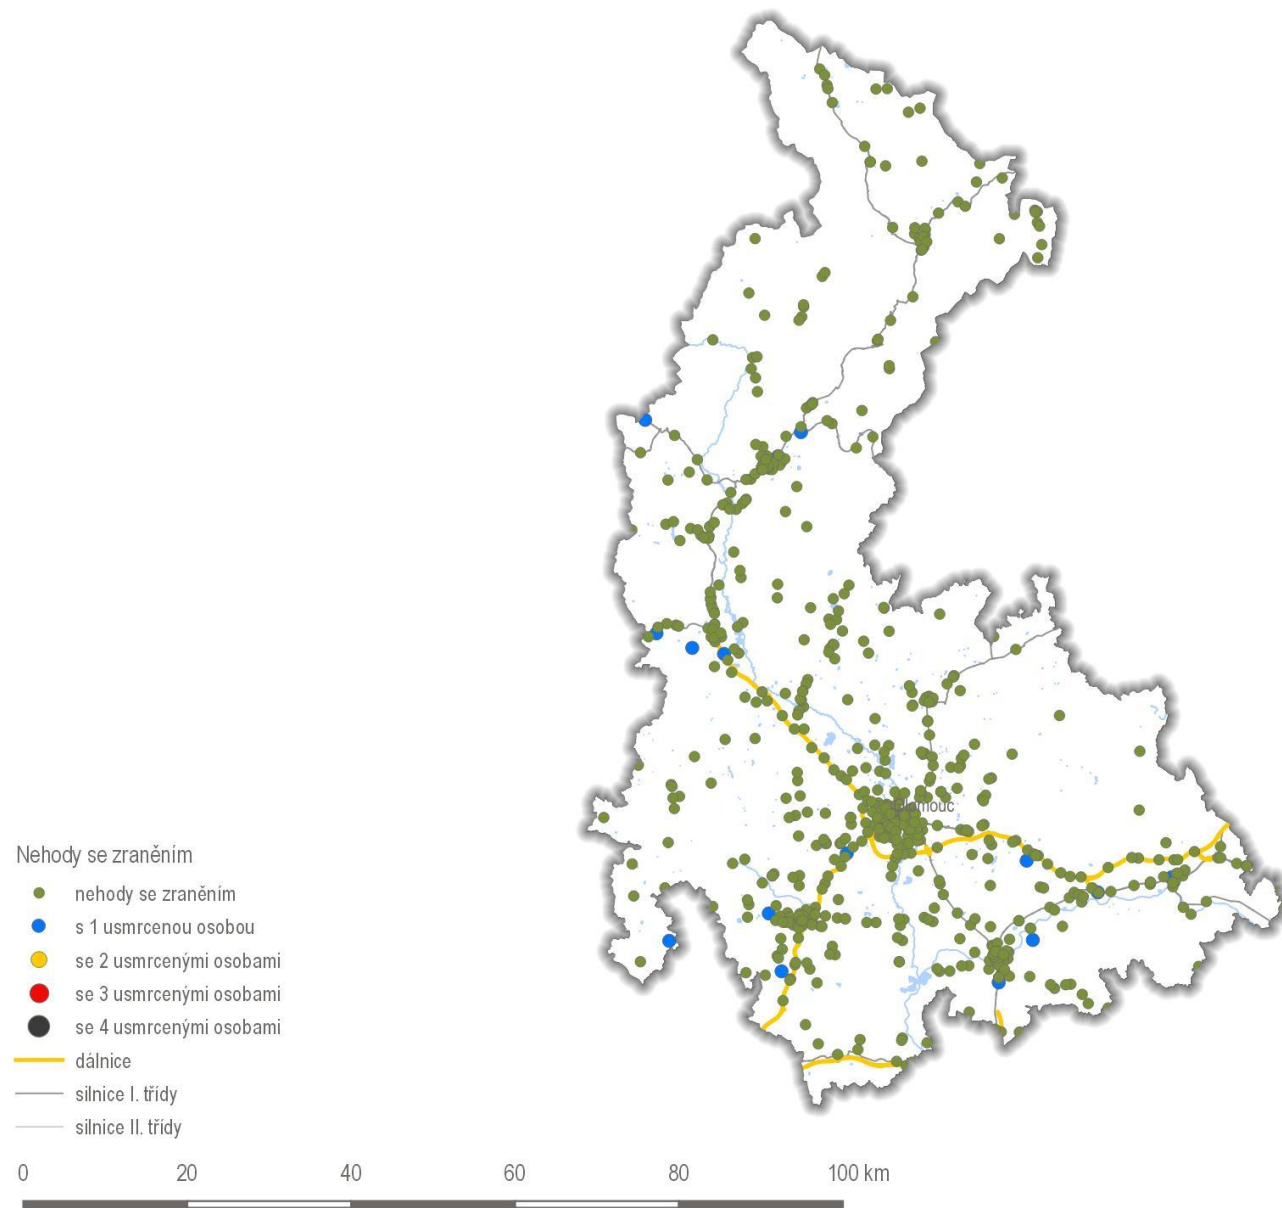 Olomouc
Nehody se zraněním
nehody se zraněním
s 1 usmrcenou osobou
se 2 usmrcenými osobami
se 3 usmrcenými osobami
se 4 usmrcenými osobami
dálnice
silnice I. třídy
silnice II. třídy
0 20 40 60 80 100 km